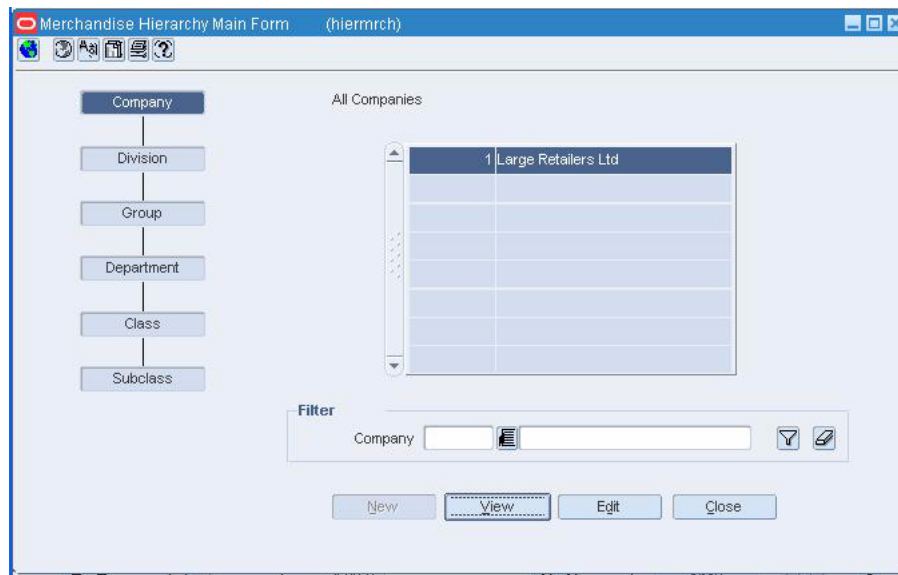 Merchandise Hierarchy Main Form (hiermrch)
Company
Division
Group
Department
Class
Subclass
All Companies
1 Large Retailers Ltd
Filter
Company
New View Edit Close